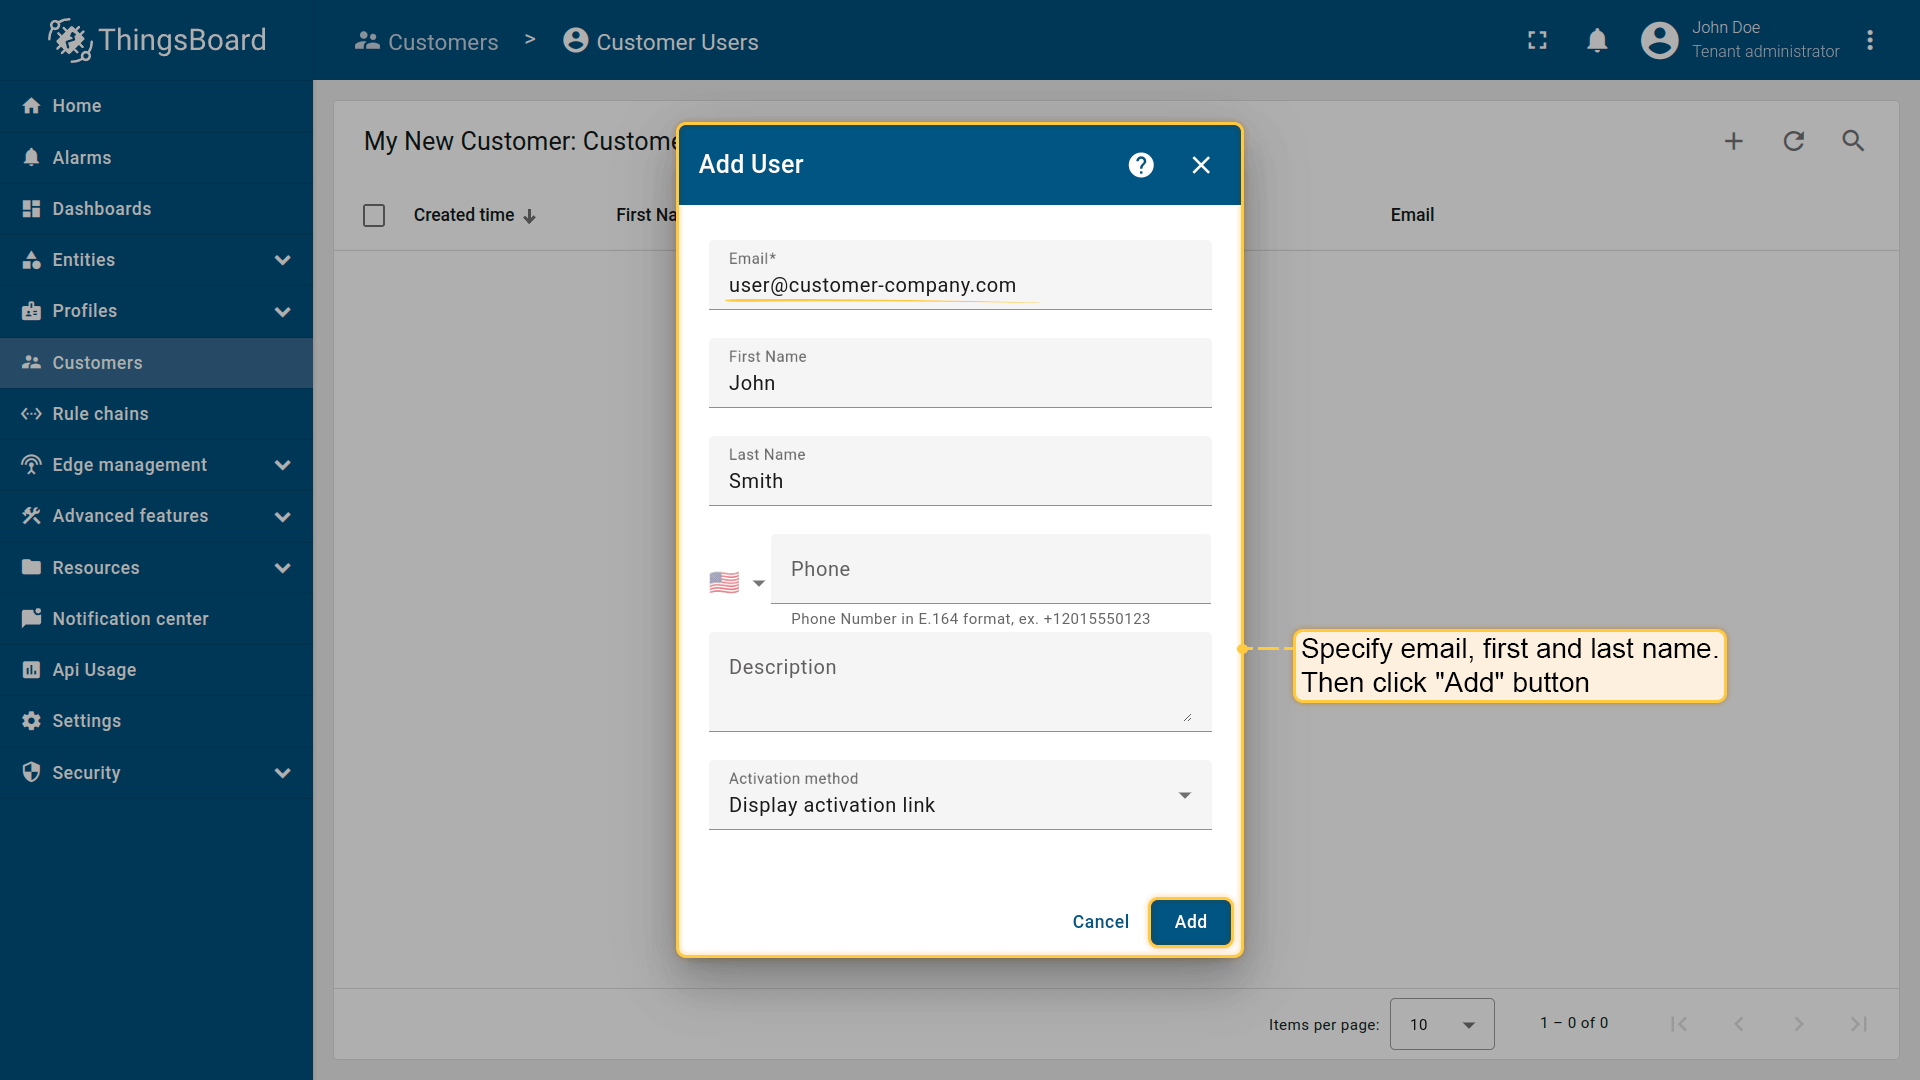 ThingsBoard
Customers > Customer Users
John Doe
Tenant administrator
Home
Alarms
Dashboards
Entities
Profiles
Customers
Rule chains
Edge management
Advanced features
Resources
Notification center
Api Usage
Settings
Security
My New Customer: Custome
Created time
First Na
Email
Add User
Email*
user@customer-company.com
First Name
John
Last Name
Smith
Phone
Phone Number in E.164 format, ex. +12015550123
Description
Activation method
Display activation link
Cancel
Add
Specify email, first and last name.
Then click "Add" button
Items per page:
10
1 – 0 of 0